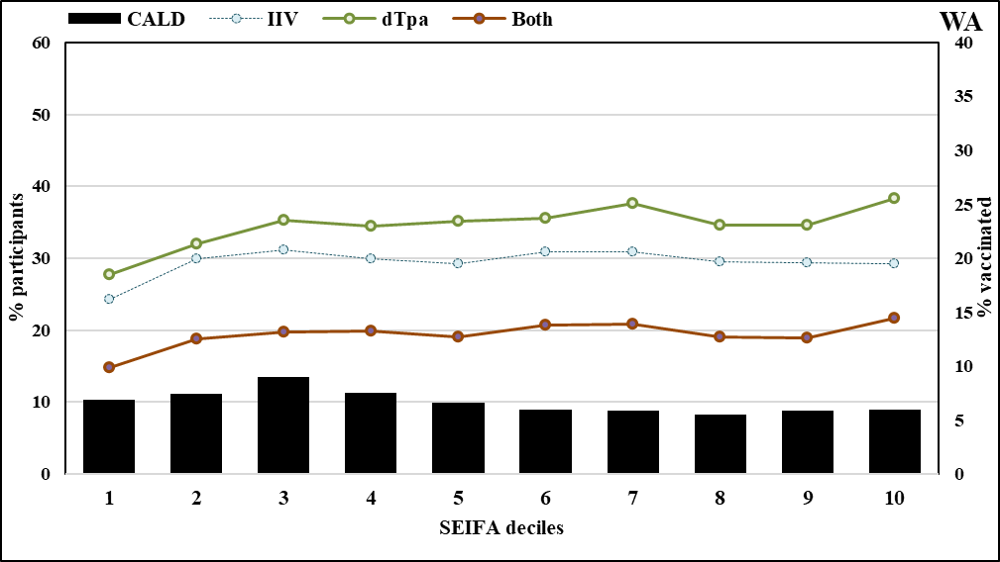 CALD IIV dTpa Both
WA
60
50
40
30
20
10
0
% participants
40
35
30
25
20
15
10
5
0
% vaccinated
1 2 3 4 5 6 7 8 9 10
SEIFA deciles